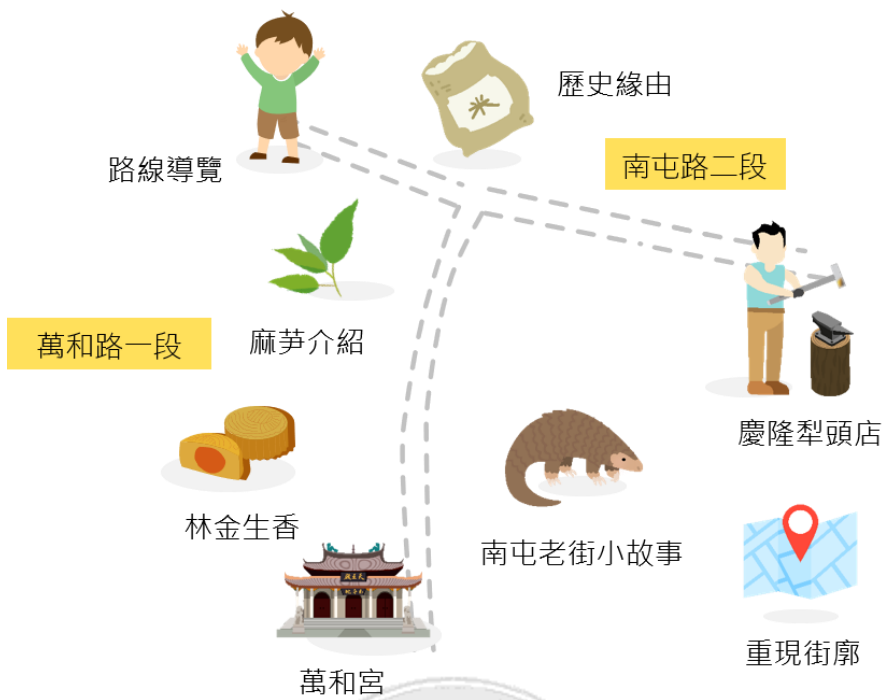 歷史緣由
路線導覽
南屯路二段
萬和路一段
麻芛介紹
慶隆犁頭店
林金生香
南屯老街小故事
萬和宮
重現街廓